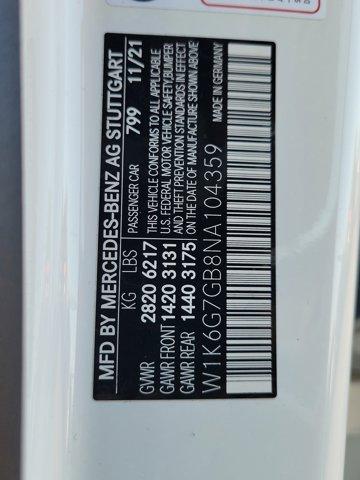 MFD BY MERCEDES-BENZ AG STUTTGART
KG LBS PASSENGER CAR 799 11/21
GVWR 2820 6217 THIS VEHICLE CONFORMS TO ALL APPLICABLE
GAWR FRONT 1420 3131 U.S. FEDERAL MOTOR VEHICLE SAFETY, BUMPER
GAWR REAR 1440 3175 AND THEFT PREVENTION STANDARDS IN EFFECT
ON THE DATE OF MANUFACTURE SHOWN ABOVE
MADE IN GERMANY
W1K6G7GB8NA104359